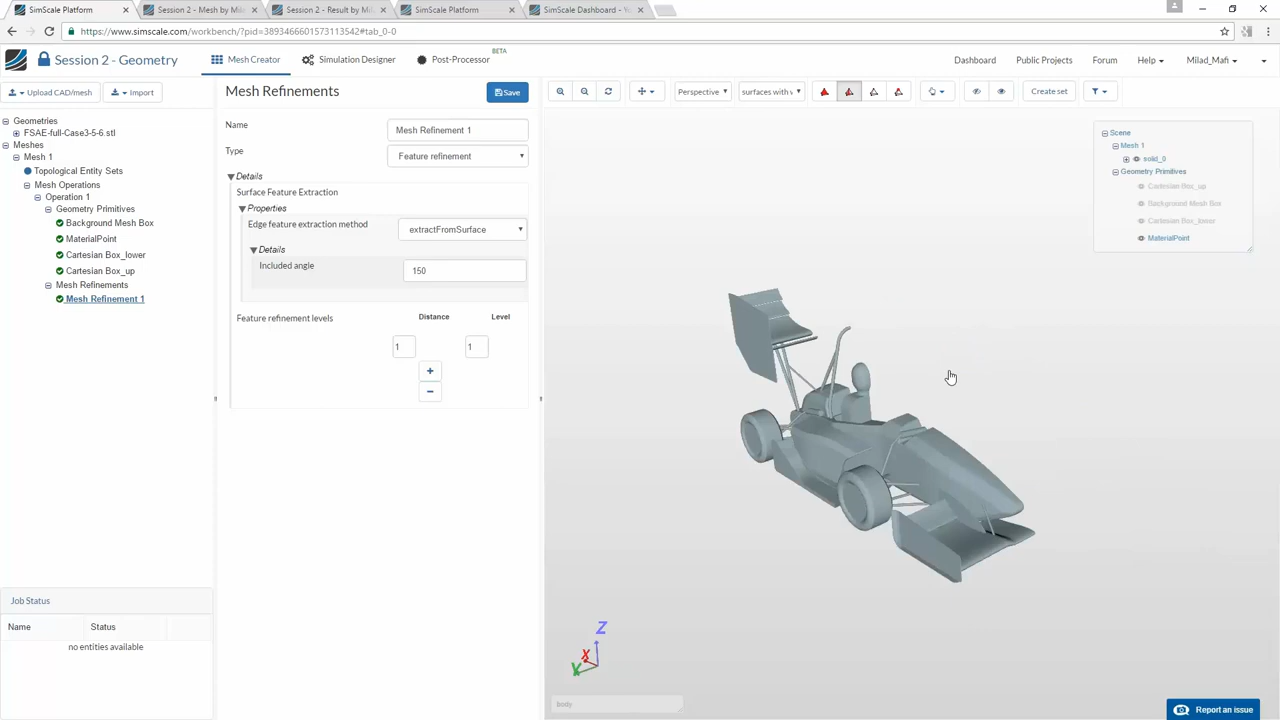 SimScale Platform
Session 2 - Mesh by Mila
Session 2 - Result by Mil
SimScale Platform
SimScale Dashboard - Yo
https://www.simscale.com/workbench/?pid=3893466601573113542#tab_0-0
Session 2 - Geometry
Mesh Creator
Simulation Designer
Post-Processor
BETA
Dashboard
Public Projects
Forum
Help
Milad_Mafi
Upload CAD/mesh
Import
Mesh Refinements
Save
Perspective
surfaces with v
Create set
Geometries
FSAE-full-Case3-5-6.stl
Meshes
Mesh 1
Topological Entity Sets
Mesh Operations
Operation 1
Geometry Primitives
Background Mesh Box
MaterialPoint
Cartesian Box_lower
Cartesian Box_up
Mesh Refinements
Mesh Refinement 1
Name
Mesh Refinement 1
Type
Feature refinement
Details
Surface Feature Extraction
Properties
Edge feature extraction method
extractFromSurface
Details
Included angle
150
Feature refinement levels
Distance
Level
1
1
+
−
Scene
Mesh 1
solid_0
Geometry Primitives
Cartesian Box_up
Background Mesh Box
Cartesian Box_lower
MaterialPoint
Z
X
Y
body
Job Status
Name
Status
no entities available
Report an issue